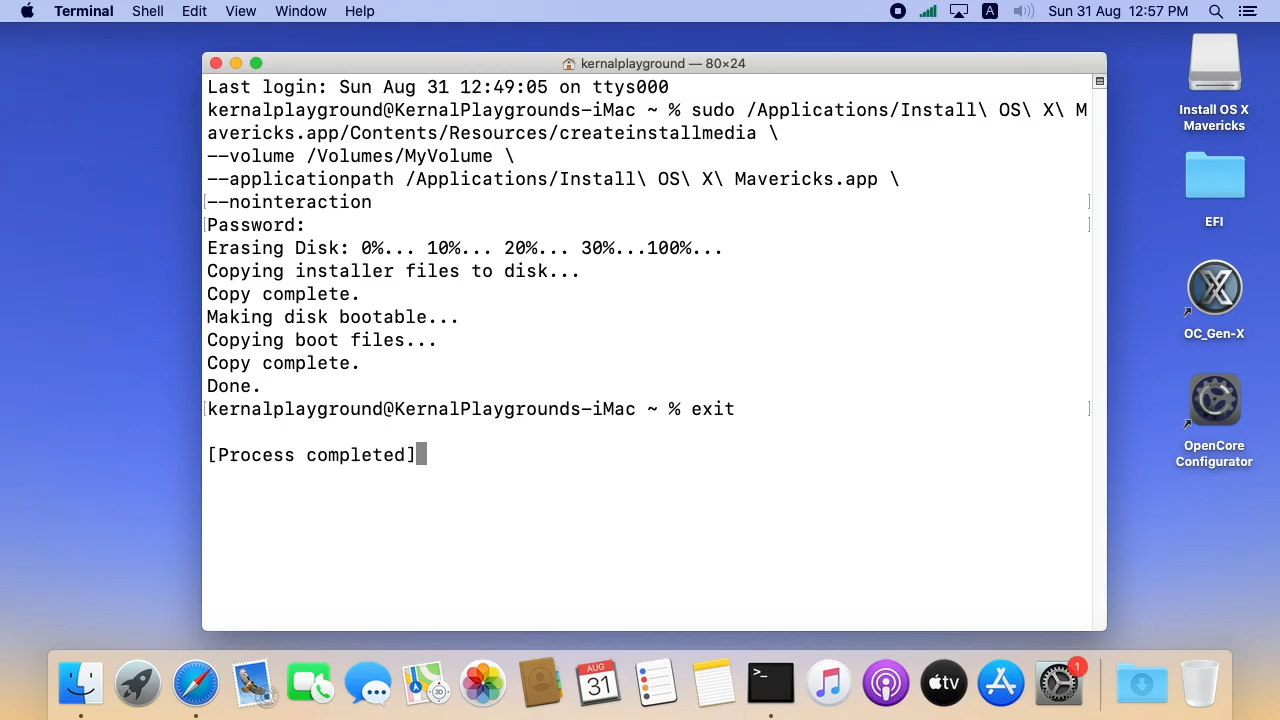 Terminal Shell Edit View Window Help A Sun 31 Aug 12:57 PM
kernalplayground — 80×24
Last login: Sun Aug 31 12:49:05 on ttys000
kernalplayground@KernalPlaygrounds-iMac ~ % sudo /Applications/Install\ OS\ X\ M
avericks.app/Contents/Resources/createinstallmedia \
--volume /Volumes/MyVolume \
--applicationpath /Applications/Install\ OS\ X\ Mavericks.app \
[--nointeraction ]
[Password: ]
Erasing Disk: 0%... 10%... 20%... 30%...100%...
Copying installer files to disk...
Copy complete.
Making disk bootable...
Copying boot files...
Copy complete.
Done.
[kernalplayground@KernalPlaygrounds-iMac ~ % exit ]
[Process completed]
Install OS X
Mavericks
EFI
OC_Gen-X
OpenCore
Configurator
3D
AUG
31
>_
tv
1